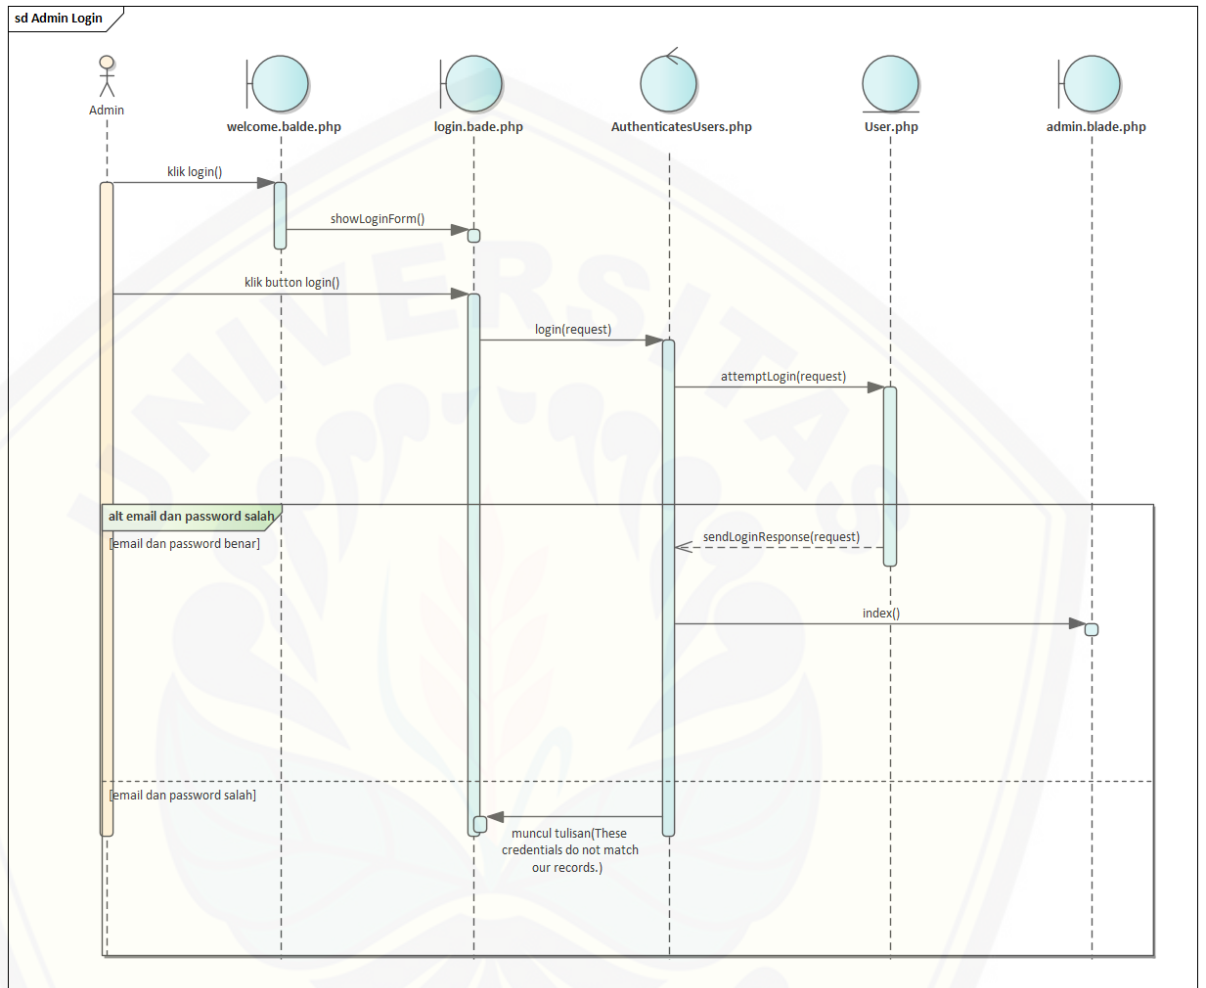 sd Admin Login
Admin
welcome.balde.php
login.bade.php
AuthenticatesUsers.php
User.php
admin.blade.php
klik login()
showLoginForm()
klik button login()
login(request)
attemptLogin(request)
alt email dan password salah
[email dan password benar]
sendLoginResponse(request)
index()
[email dan password salah]
muncul tulisan(These
credentials do not match
our records.)
UNIVERSITAS